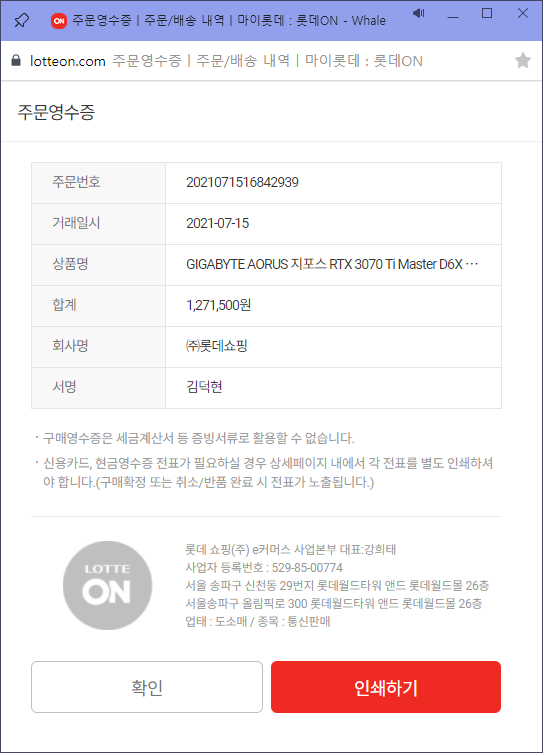 주문영수증 | 주문/배송 내역 | 마이롯데 : 롯데ON - Whale
lotteon.com 주문영수증 | 주문/배송 내역 | 마이롯데 : 롯데ON
주문영수증
주문번호 2021071516842939
거래일시 2021-07-15
상품명 GIGABYTE AORUS 지포스 RTX 3070 Ti Master D6X ···
합계 1,271,500원
회사명 ㈜롯데쇼핑
서명 김덕현
· 구매영수증은 세금계산서 등 증빙서류로 활용할 수 없습니다.
· 신용카드, 현금영수증 전표가 필요하실 경우 상세페이지 내에서 각 전표를 별도 인쇄하셔
야 합니다.(구매확정 또는 취소/반품 완료 시 전표가 노출됩니다.)
LOTTE
ON
롯데 쇼핑(주) e커머스 사업본부 대표:강희태
사업자 등록번호 : 529-85-00774
서울 송파구 신천동 29번지 롯데월드타워 앤드 롯데월드몰 26층
서울송파구 올림픽로 300 롯데월드타워 앤드 롯데월드몰 26층
업태 : 도소매 / 종목 : 통신판매
확인
인쇄하기